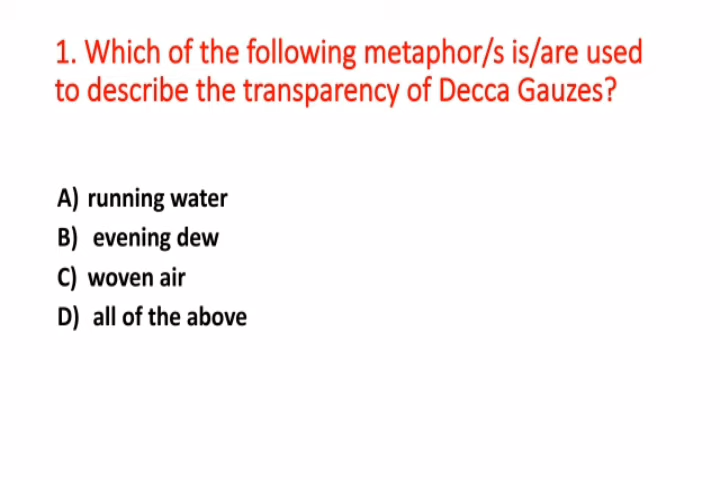 1. Which of the following metaphor/s is/are used
to describe the transparency of Decca Gauzes?
A) running water
B) evening dew
C) woven air
D) all of the above